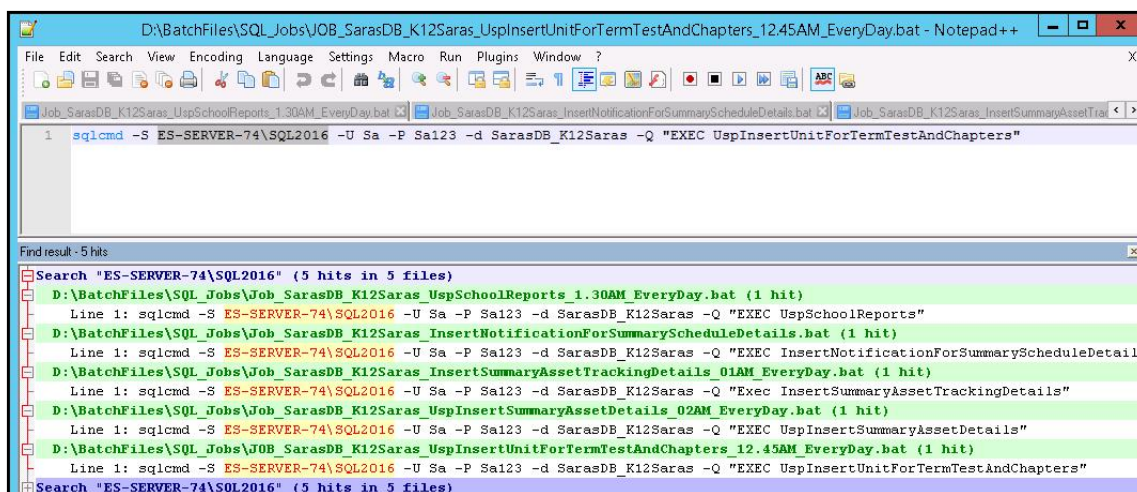 D:\BatchFiles\SQL_Jobs\JOB_SarasDB_K12Saras_UspInsertUnitForTermTestAndChapters_12.45AM_EveryDay.bat - Notepad++
File Edit Search View Encoding Language Settings Macro Run Plugins Window ? X
Job_SarasDB_K12Saras_UspSchoolReports_1.30AM_EveryDay.bat Job_SarasDB_K12Saras_InsertNotificationForSummaryScheduleDetails.bat Job_SarasDB_K12Saras_InsertSummaryAssetTrac
1 sqlcmd -S ES-SERVER-74\SQL2016 -U Sa -P Sa123 -d SarasDB_K12Saras -Q "EXEC UspInsertUnitForTermTestAndChapters"
Find result - 5 hits
Search "ES-SERVER-74\SQL2016" (5 hits in 5 files)
D:\BatchFiles\SQL_Jobs\Job_SarasDB_K12Saras_UspSchoolReports_1.30AM_EveryDay.bat (1 hit)
Line 1: sqlcmd -S ES-SERVER-74\SQL2016 -U Sa -P Sa123 -d SarasDB_K12Saras -Q "EXEC UspSchoolReports"
D:\BatchFiles\SQL_Jobs\Job_SarasDB_K12Saras_InsertNotificationForSummaryScheduleDetails.bat (1 hit)
Line 1: sqlcmd -S ES-SERVER-74\SQL2016 -U Sa -P Sa123 -d SarasDB_K12Saras -Q "EXEC InsertNotificationForSummaryScheduleDetail
D:\BatchFiles\SQL_Jobs\Job_SarasDB_K12Saras_InsertSummaryAssetTrackingDetails_01AM_EveryDay.bat (1 hit)
Line 1: sqlcmd -S ES-SERVER-74\SQL2016 -U Sa -P Sa123 -d SarasDB_K12Saras -Q "Exec InsertSummaryAssetTrackingDetails"
D:\BatchFiles\SQL_Jobs\Job_SarasDB_K12Saras_UspInsertSummaryAssetDetails_02AM_EveryDay.bat (1 hit)
Line 1: sqlcmd -S ES-SERVER-74\SQL2016 -U Sa -P Sa123 -d SarasDB_K12Saras -Q "EXEC UspInsertSummaryAssetDetails"
D:\BatchFiles\SQL_Jobs\JOB_SarasDB_K12Saras_UspInsertUnitForTermTestAndChapters_12.45AM_EveryDay.bat (1 hit)
Line 1: sqlcmd -S ES-SERVER-74\SQL2016 -U Sa -P Sa123 -d SarasDB_K12Saras -Q "EXEC UspInsertUnitForTermTestAndChapters"
Search "ES-SERVER-74\SQL2016" (5 hits in 5 files)